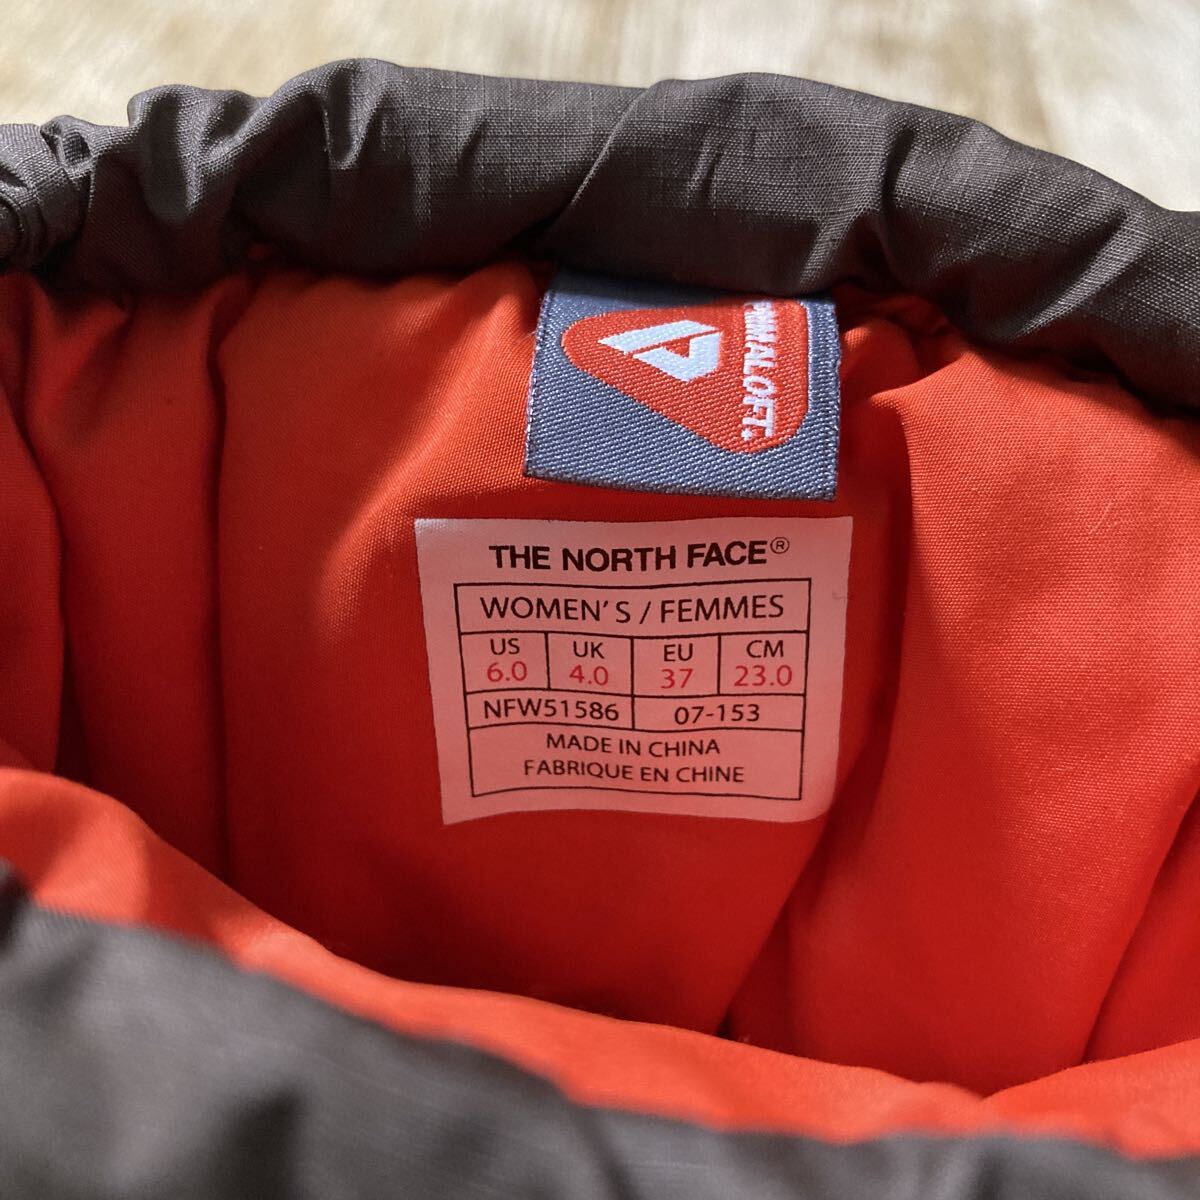 PRIMALOFT.
THE NORTH FACE®
WOMEN'S / FEMMES
US UK EU CM
6.0 4.0 37 23.0
NFW51586 07-153
MADE IN CHINA
FABRIQUE EN CHINE